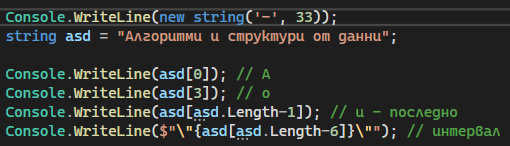 Console.WriteLine(new string('-', 33));
string asd = "Алгоритми и структури от данни";
Console.WriteLine(asd[0]); // А
Console.WriteLine(asd[3]); // о
Console.WriteLine(asd[asd.Length-1]); // и - последно
Console.WriteLine($"\"{asd[asd.Length-6]}\""); // интервал